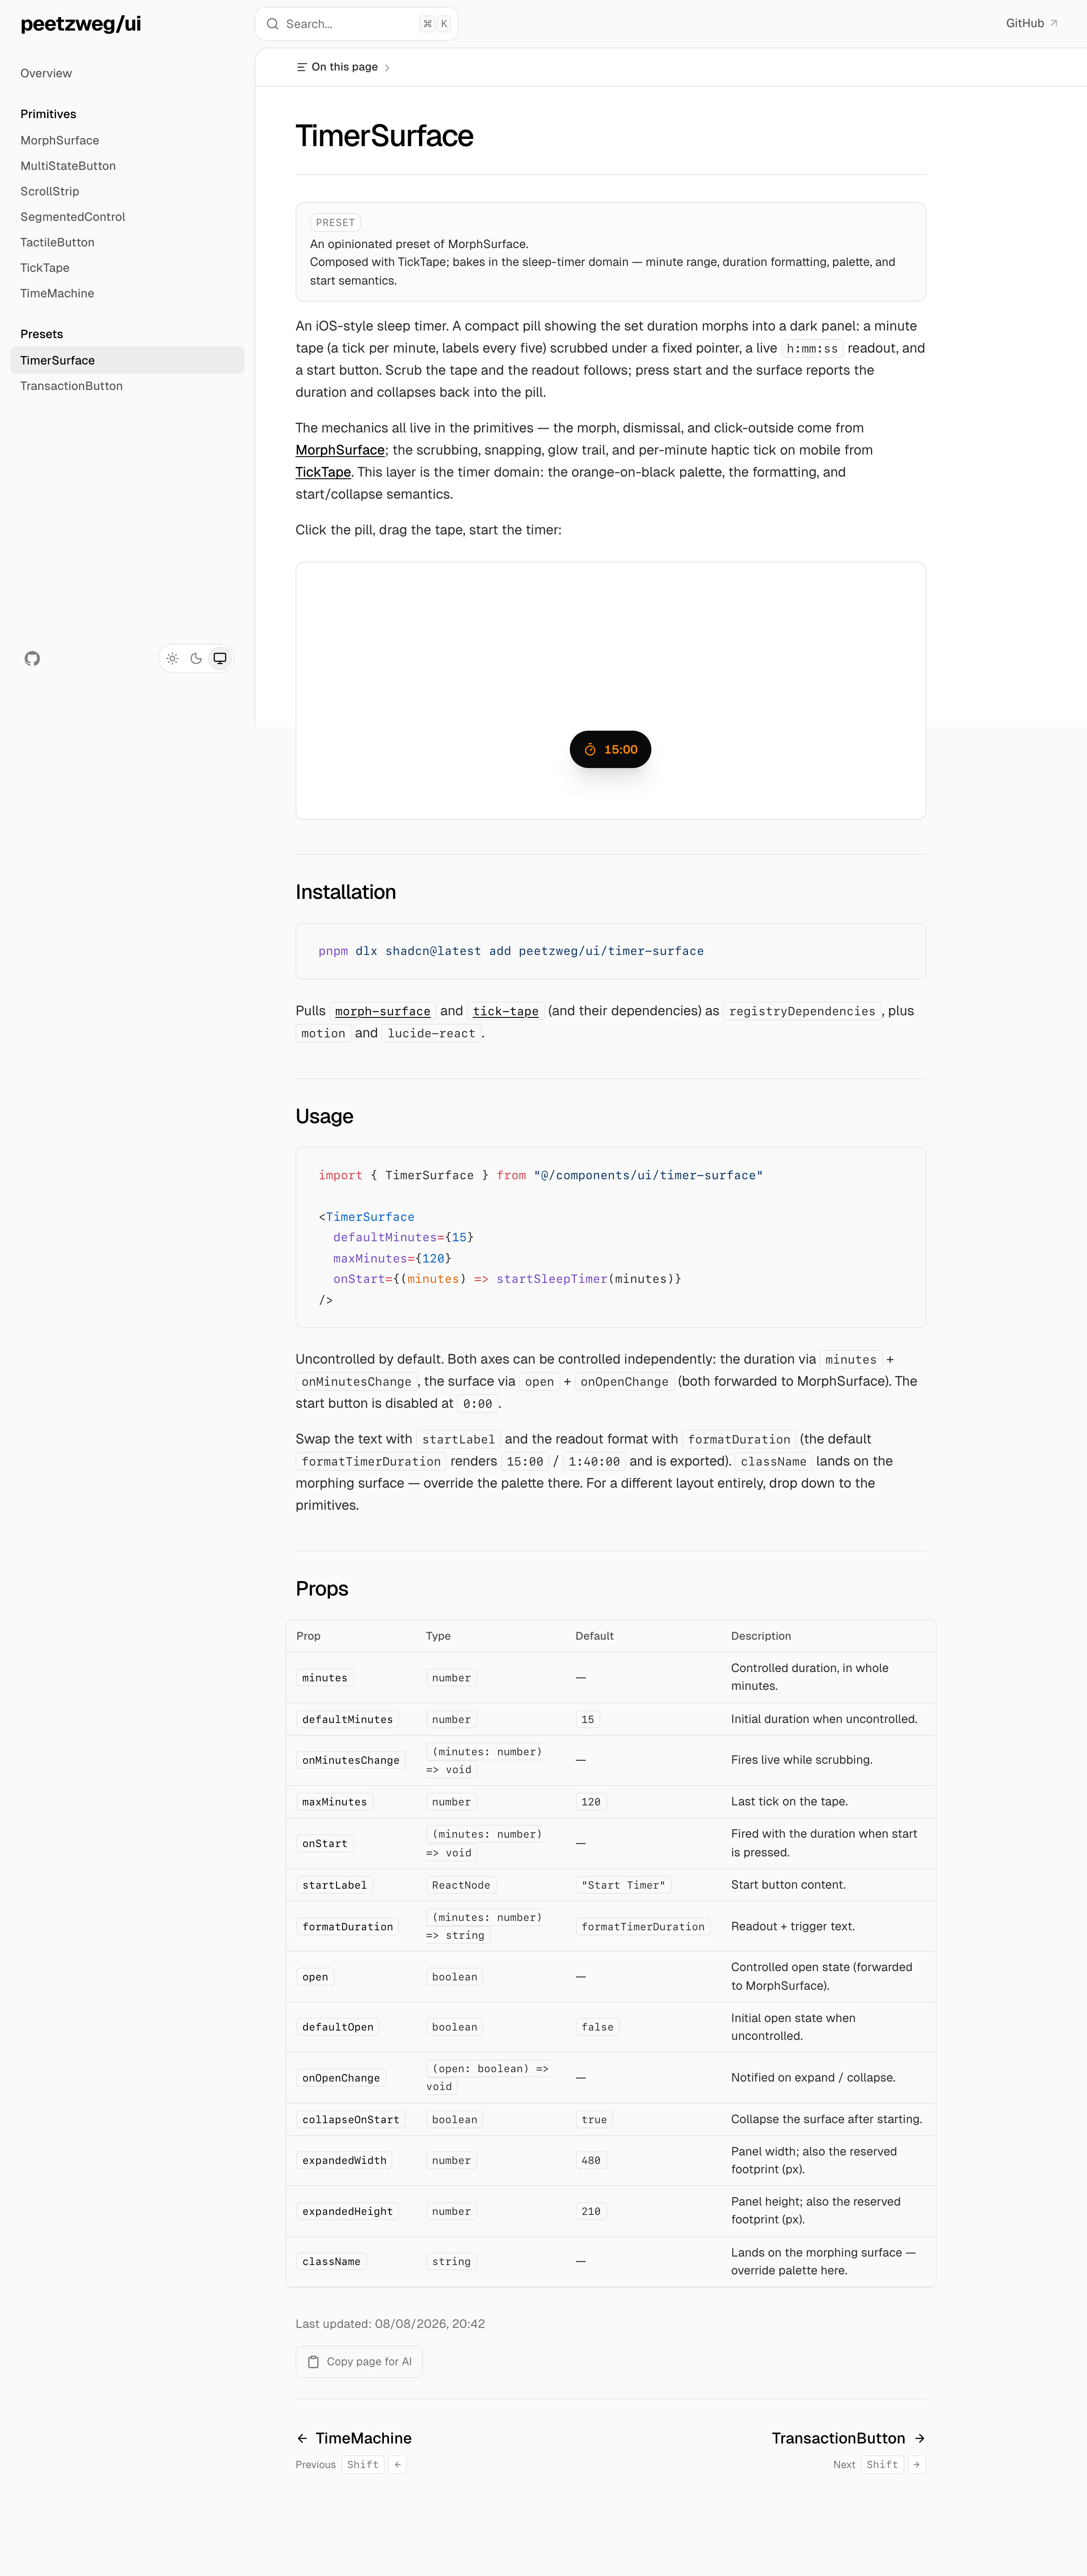 peetzweg/ui
Search...
⌘ K
GitHub
Overview
Primitives
MorphSurface
MultiStateButton
ScrollStrip
SegmentedControl
TactileButton
TickTape
TimeMachine
Presets
TimerSurface
TransactionButton
On this page
TimerSurface
PRESET
An opinionated preset of MorphSurface.
Composed with TickTape; bakes in the sleep-timer domain — minute range, duration formatting, palette, and
start semantics.
An iOS-style sleep timer. A compact pill showing the set duration morphs into a dark panel: a minute
tape (a tick per minute, labels every five) scrubbed under a fixed pointer, a live h:mm:ss readout, and
a start button. Scrub the tape and the readout follows; press start and the surface reports the
duration and collapses back into the pill.
The mechanics all live in the primitives — the morph, dismissal, and click-outside come from
MorphSurface; the scrubbing, snapping, glow trail, and per-minute haptic tick on mobile from
TickTape. This layer is the timer domain: the orange-on-black palette, the formatting, and
start/collapse semantics.
Click the pill, drag the tape, start the timer:
15:00
Installation
pnpm dlx shadcn@latest add peetzweg/ui/timer-surface
Pulls morph-surface and tick-tape (and their dependencies) as registryDependencies, plus
motion and lucide-react.
Usage
import { TimerSurface } from "@/components/ui/timer-surface"
<TimerSurface
defaultMinutes={15}
maxMinutes={120}
onStart={(minutes) => startSleepTimer(minutes)}
/>
Uncontrolled by default. Both axes can be controlled independently: the duration via minutes +
onMinutesChange, the surface via open + onOpenChange (both forwarded to MorphSurface). The
start button is disabled at 0:00.
Swap the text with startLabel and the readout format with formatDuration (the default
formatTimerDuration renders 15:00 / 1:40:00 and is exported). className lands on the
morphing surface — override the palette there. For a different layout entirely, drop down to the
primitives.
Props
Prop Type Default Description
minutes number — Controlled duration, in whole
minutes.
defaultMinutes number 15 Initial duration when uncontrolled.
onMinutesChange (minutes: number)
=> void — Fires live while scrubbing.
maxMinutes number 120 Last tick on the tape.
onStart (minutes: number)
=> void — Fired with the duration when start
is pressed.
startLabel ReactNode "Start Timer" Start button content.
formatDuration (minutes: number)
=> string formatTimerDuration Readout + trigger text.
open boolean — Controlled open state (forwarded
to MorphSurface).
defaultOpen boolean false Initial open state when
uncontrolled.
onOpenChange (open: boolean) =>
void — Notified on expand / collapse.
collapseOnStart boolean true Collapse the surface after starting.
expandedWidth number 480 Panel width; also the reserved
footprint (px).
expandedHeight number 210 Panel height; also the reserved
footprint (px).
className string — Lands on the morphing surface —
override palette here.
Last updated: 08/08/2026, 20:42
Copy page for AI
← TimeMachine
Previous Shift ←
TransactionButton →
Next Shift →